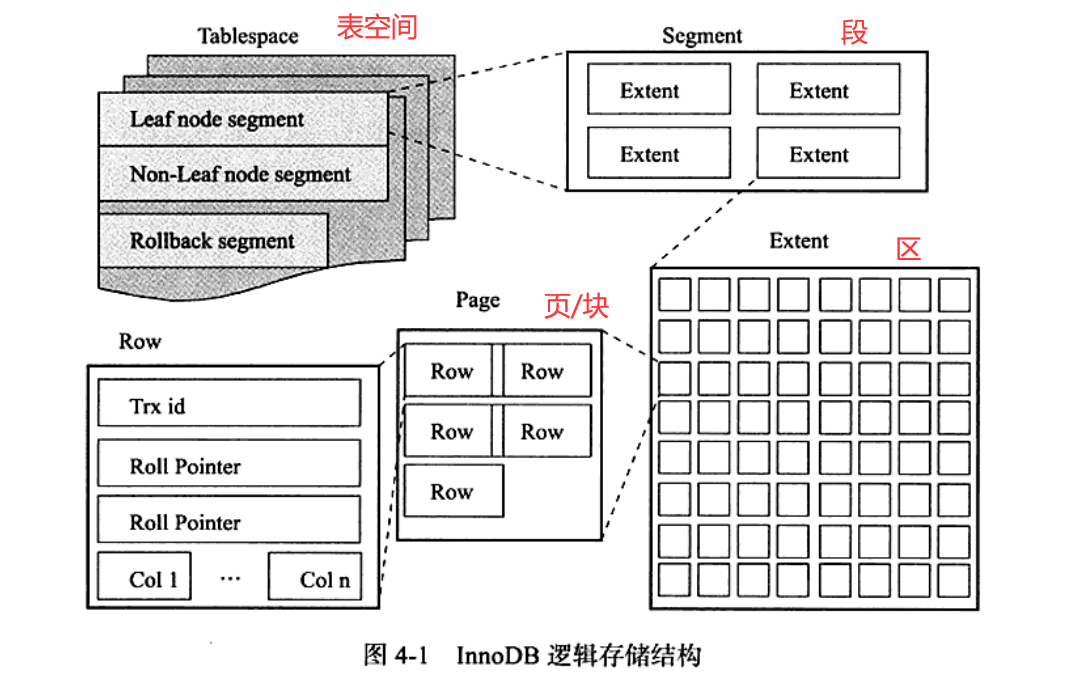 Tablespace 表空间
Leaf node segment
Non-Leaf node segment
Rollback segment
Segment 段
Extent Extent
Extent Extent
Extent 区
Page 页/块
Row Row
Row Row
Row
Row
Trx id
Roll Pointer
Roll Pointer
Col 1 ··· Col n
图 4-1 InnoDB 逻辑存储结构